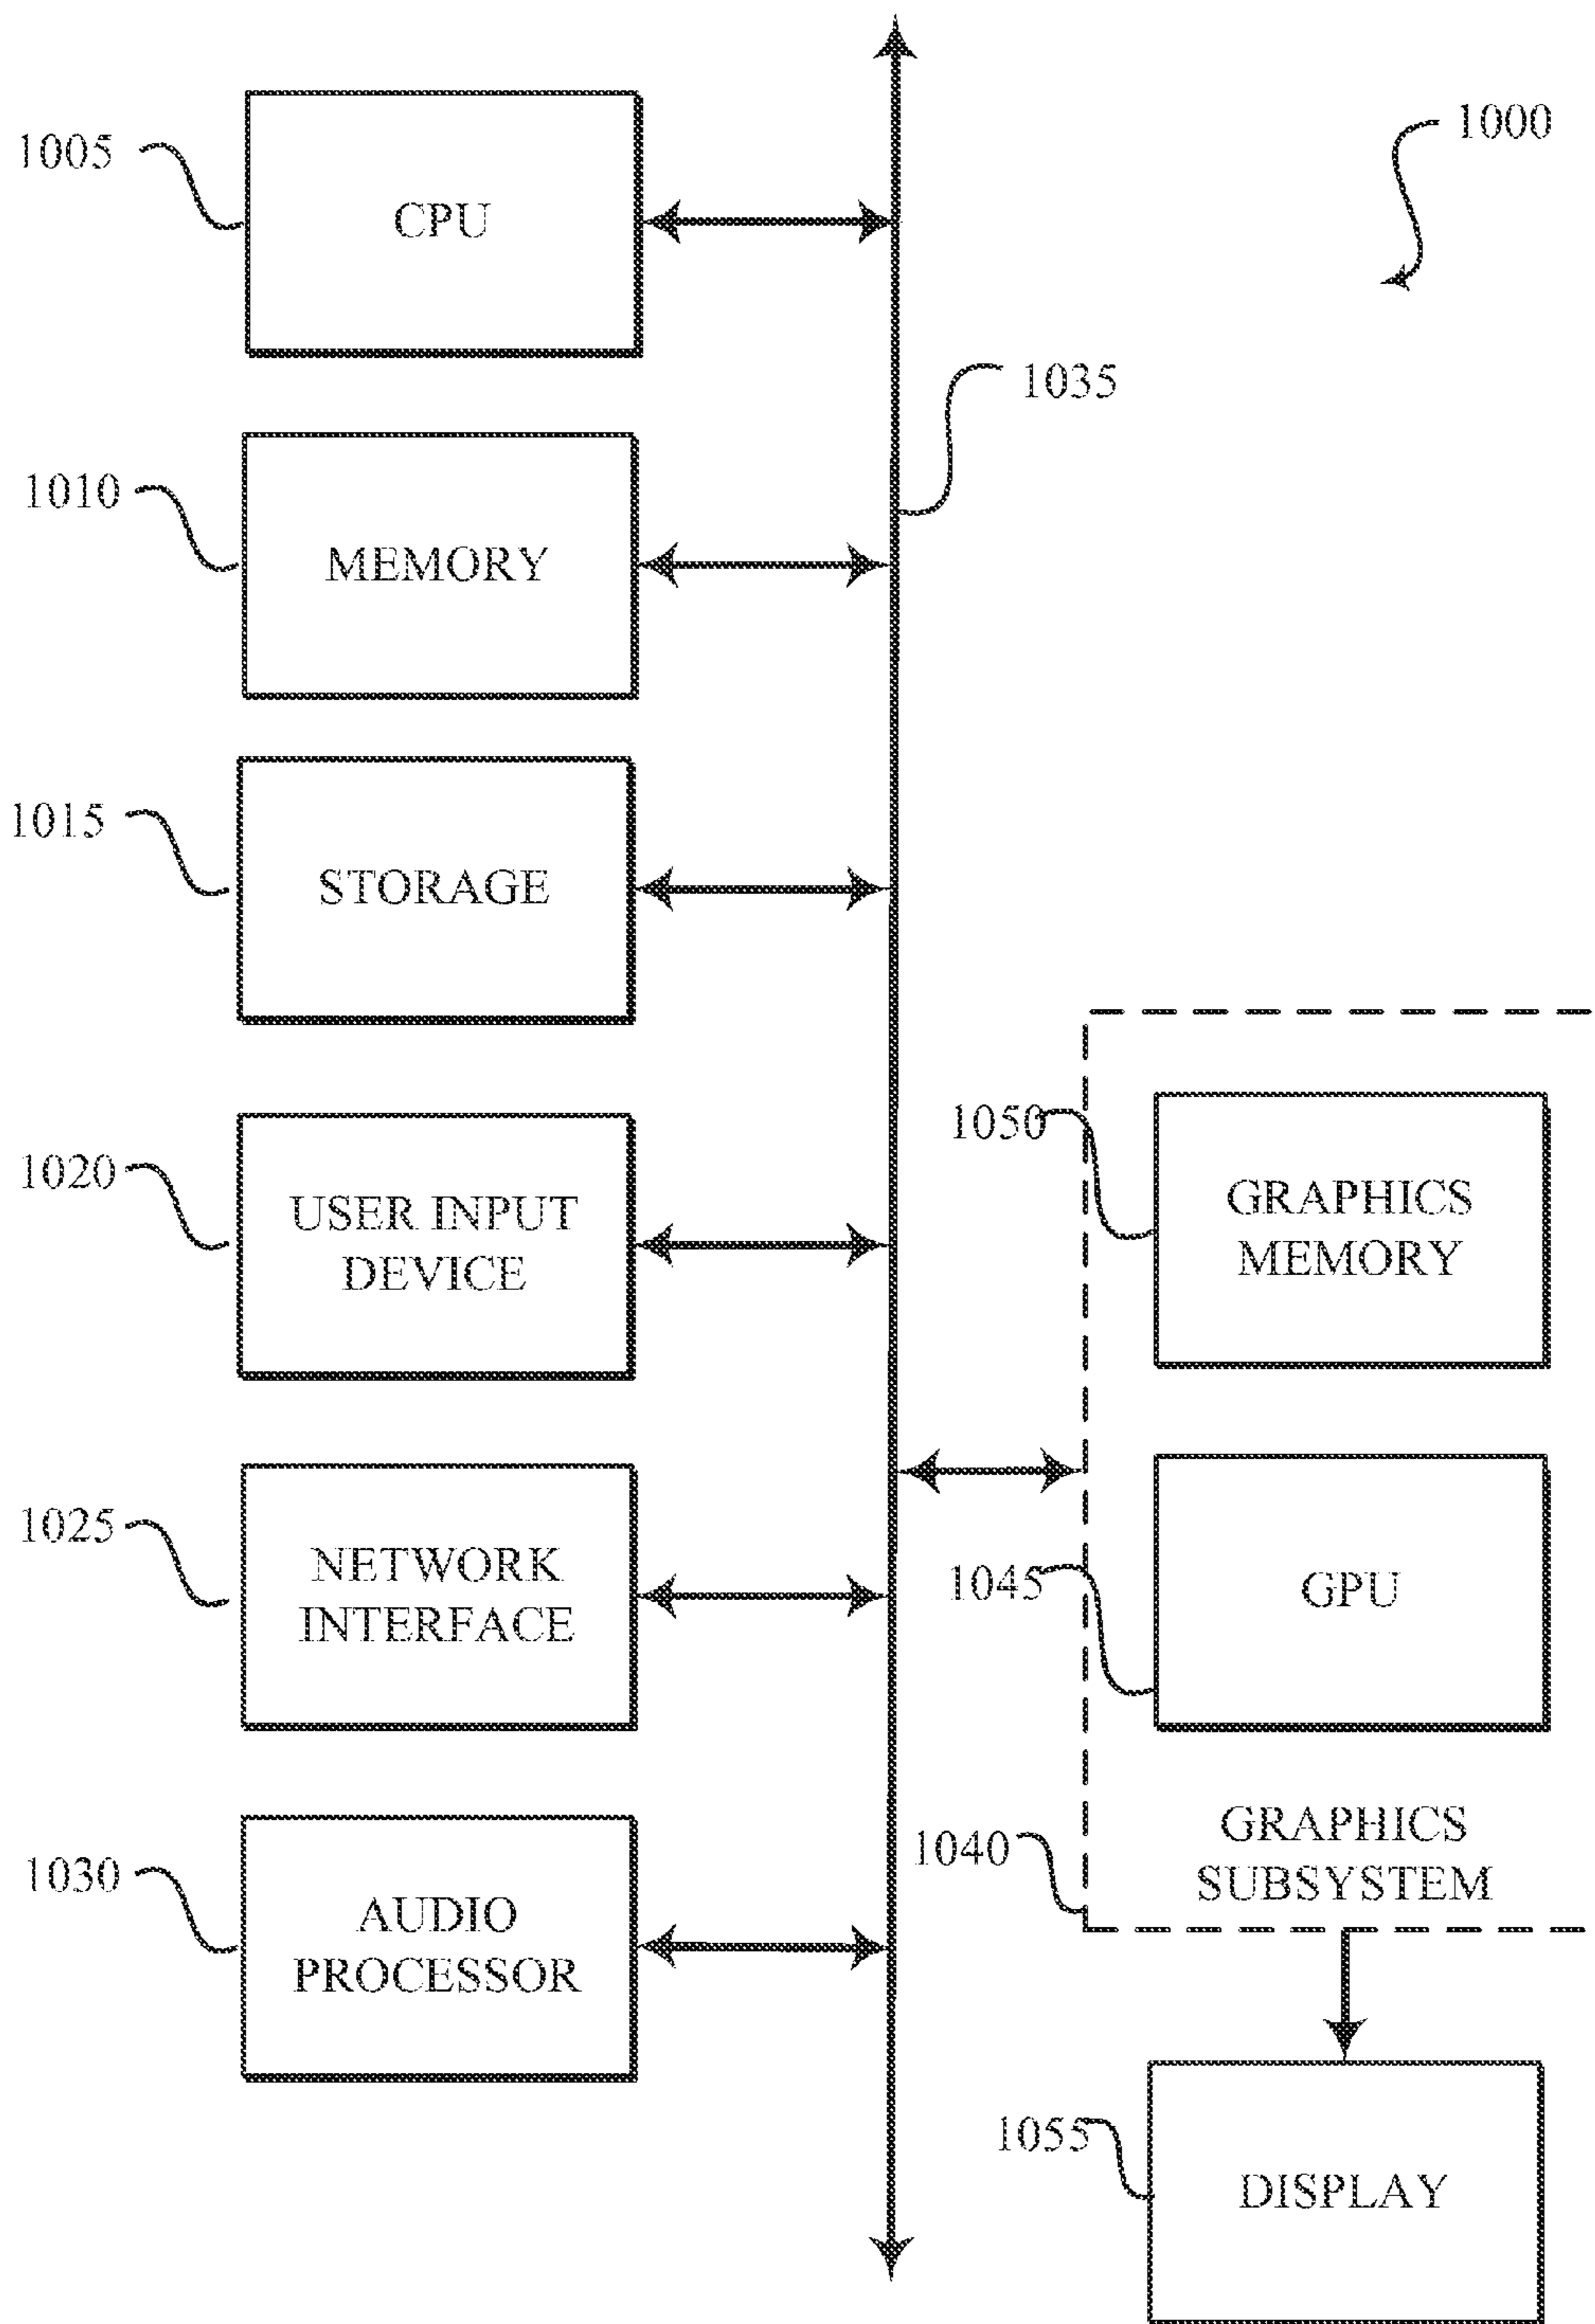 1000
1005
CPU
1035
1010
MEMORY
1015
STORAGE
1050
GRAPHICS
MEMORY
1020
USER INPUT
DEVICE
1025
NETWORK
INTERFACE
1045
GPU
1040
GRAPHICS
SUBSYSTEM
1030
AUDIO
PROCESSOR
1055
DISPLAY